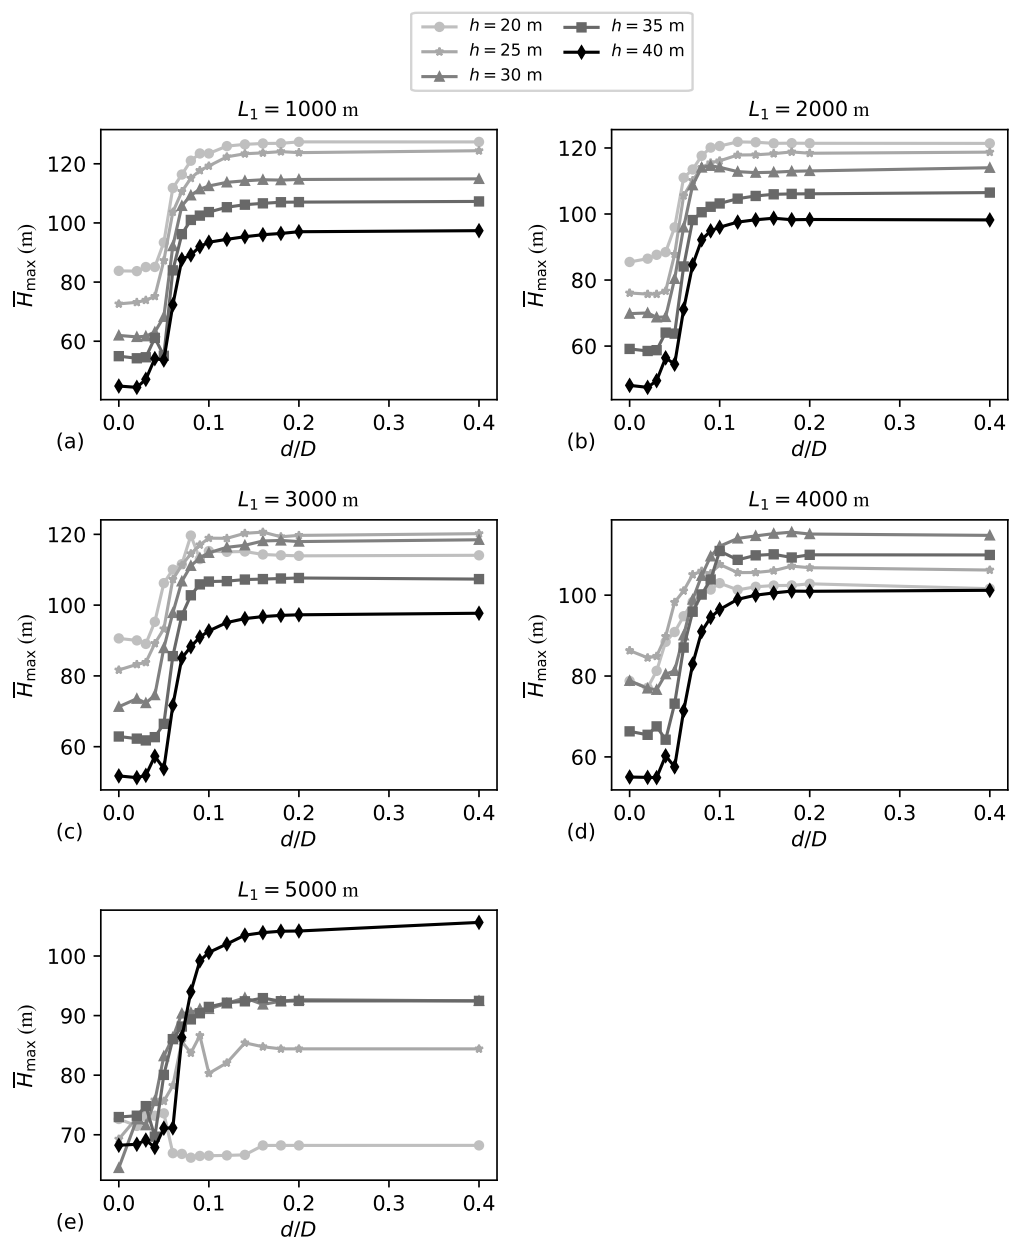 h = 20 m
h = 25 m
h = 30 m
h = 35 m
h = 40 m
L₁ = 1000 m
H̅max (m)
120
100
80
60
0.0 0.1 0.2 0.3 0.4
d/D
(a)
L₁ = 2000 m
H̅max (m)
120
100
80
60
0.0 0.1 0.2 0.3 0.4
d/D
(b)
L₁ = 3000 m
H̅max (m)
120
100
80
60
0.0 0.1 0.2 0.3 0.4
d/D
(c)
L₁ = 4000 m
H̅max (m)
100
80
60
0.0 0.1 0.2 0.3 0.4
d/D
(d)
L₁ = 5000 m
H̅max (m)
100
90
80
70
0.0 0.1 0.2 0.3 0.4
d/D
(e)